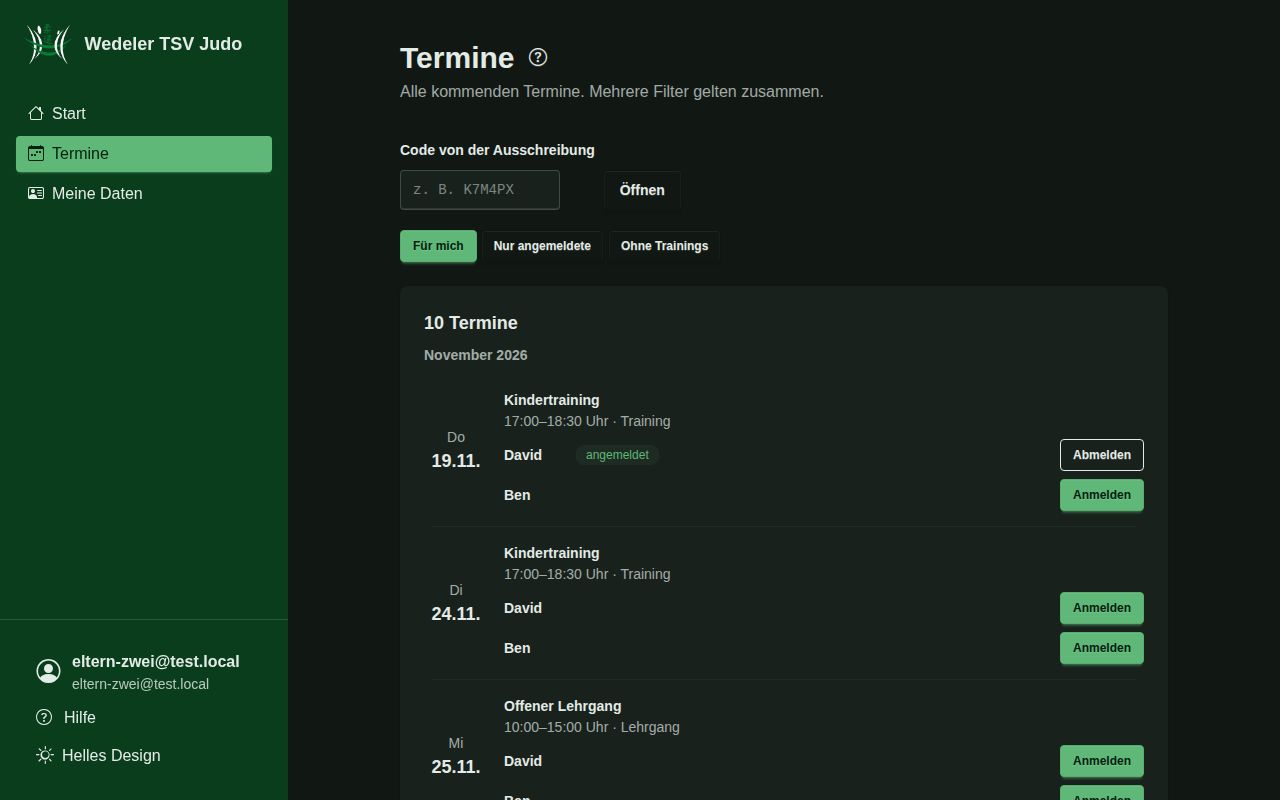 Wedeler TSV Judo
Start
Termine
Meine Daten
eltern-zwei@test.local
eltern-zwei@test.local
Hilfe
Helles Design
Termine
Alle kommenden Termine. Mehrere Filter gelten zusammen.
Code von der Ausschreibung
z. B. K7M4PX
Öffnen
Für mich
Nur angemeldete
Ohne Trainings
10 Termine
November 2026
Do
19.11.
Kindertraining
17:00–18:30 Uhr · Training
David angemeldet Abmelden
Ben Anmelden
Di
24.11.
Kindertraining
17:00–18:30 Uhr · Training
David Anmelden
Ben Anmelden
Mi
25.11.
Offener Lehrgang
10:00–15:00 Uhr · Lehrgang
David Anmelden
Ben Anmelden